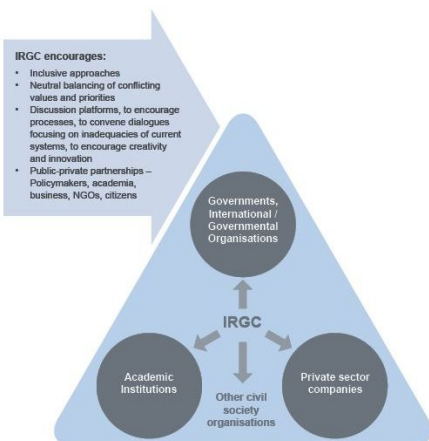 IRGC encourages:
• Inclusive approaches
• Neutral balancing of conflicting
values and priorities
• Discussion platforms, to encourage
processes, to convene dialogues
focusing on inadequacies of current
systems, to encourage creativity
and innovation
• Public-private partnerships –
Policymakers, academia,
business, NGOs, citizens
Governments,
International /
Governmental
Organisations
IRGC
Academic
Institutions
Other civil
society
organisations
Private sector
companies